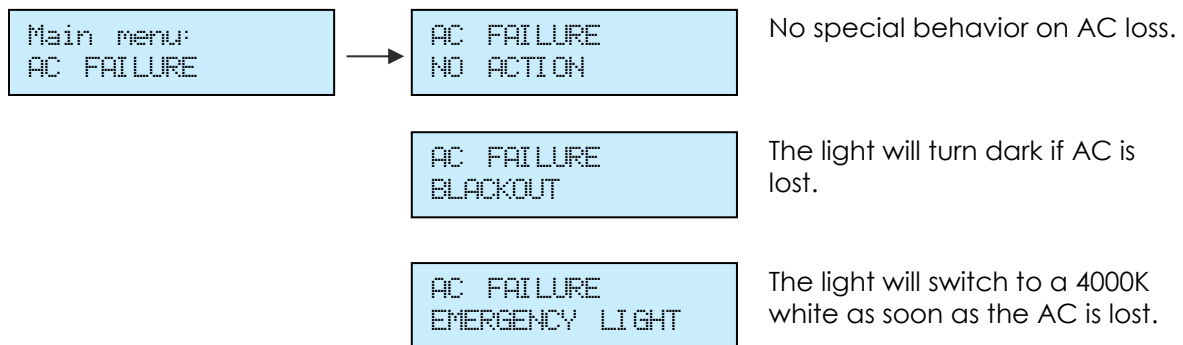 Main menu:
AC FAILURE
AC FAILURE
NO ACTION
No special behavior on AC loss.
AC FAILURE
BLACKOUT
The light will turn dark if AC is
lost.
AC FAILURE
EMERGENCY LIGHT
The light will switch to a 4000K
white as soon as the AC is lost.